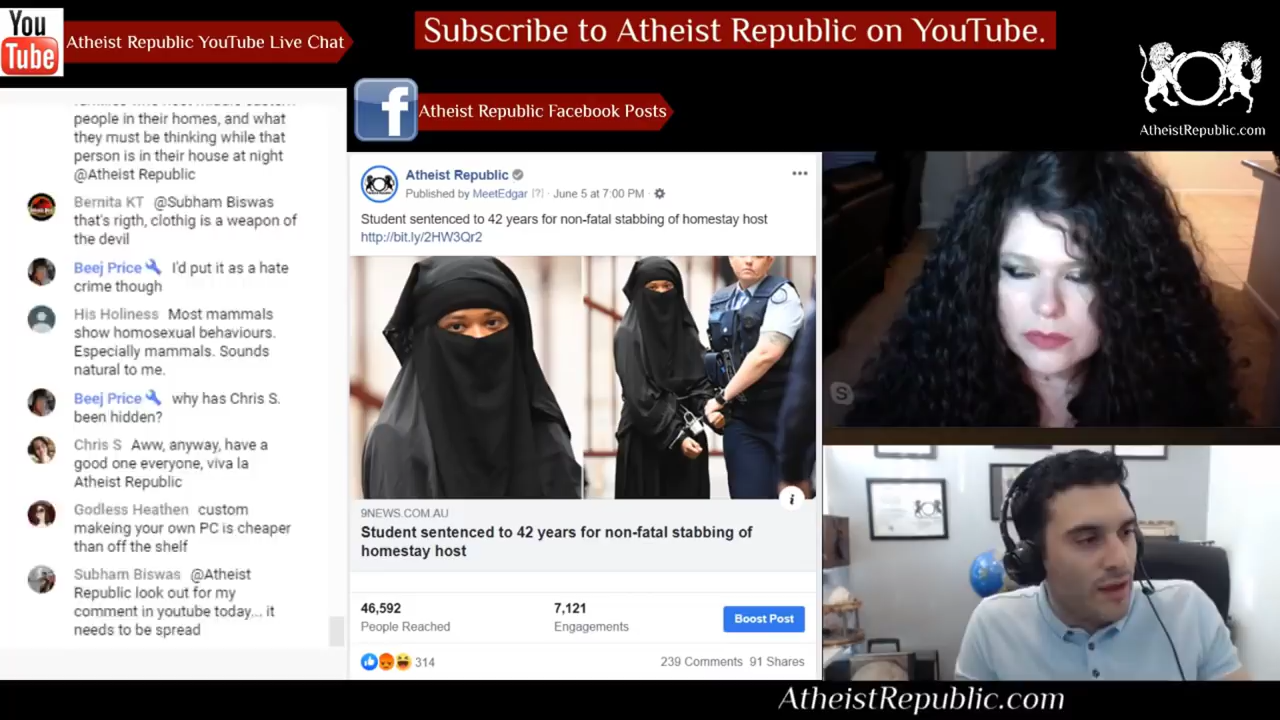 You
Tube
Atheist Republic YouTube Live Chat
Subscribe to Atheist Republic on YouTube.
AtheistRepublic.com
f
Atheist Republic Facebook Posts
people in their homes, and what
they must be thinking while that
person is in their house at night
@Atheist Republic
Bernita KT @Subham Biswas
that's rigth, clothig is a weapon of
the devil
Beej Price I'd put it as a hate
crime though
His Holiness Most mammals
show homosexual behaviours.
Especially mammals. Sounds
natural to me.
Beej Price why has Chris S.
been hidden?
Chris S Aww, anyway, have a
good one everyone, viva la
Atheist Republic
Godless Heathen custom
makeing your own PC is cheaper
than off the shelf
Subham Biswas @Atheist
Republic look out for my
comment in youtube today... it
needs to be spread
Atheist Republic
Published by MeetEdgar [?] · June 5 at 7:00 PM ·
Student sentenced to 42 years for non-fatal stabbing of homestay host
http://bit.ly/2HW3Qr2
i
9NEWS.COM.AU
Student sentenced to 42 years for non-fatal stabbing of
homestay host
46,592
People Reached
7,121
Engagements
Boost Post
314
239 Comments 91 Shares
S
AtheistRepublic.com